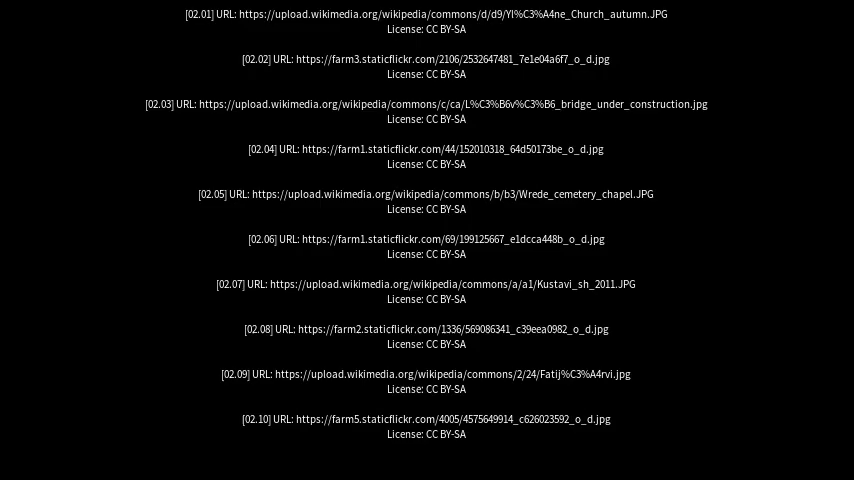 [02.01] URL: https://upload.wikimedia.org/wikipedia/commons/d/d9/Yl%C3%A4ne_Church_autumn.JPG
License: CC BY-SA
[02.02] URL: https://farm3.staticflickr.com/2106/2532647481_7e1e04a6f7_o_d.jpg
License: CC BY-SA
[02.03] URL: https://upload.wikimedia.org/wikipedia/commons/c/ca/L%C3%B6v%C3%B6_bridge_under_construction.jpg
License: CC BY-SA
[02.04] URL: https://farm1.staticflickr.com/44/152010318_64d50173be_o_d.jpg
License: CC BY-SA
[02.05] URL: https://upload.wikimedia.org/wikipedia/commons/b/b3/Wrede_cemetery_chapel.JPG
License: CC BY-SA
[02.06] URL: https://farm1.staticflickr.com/69/199125667_e1dcca448b_o_d.jpg
License: CC BY-SA
[02.07] URL: https://upload.wikimedia.org/wikipedia/commons/a/a1/Kustavi_sh_2011.JPG
License: CC BY-SA
[02.08] URL: https://farm2.staticflickr.com/1336/569086341_c39eea0982_o_d.jpg
License: CC BY-SA
[02.09] URL: https://upload.wikimedia.org/wikipedia/commons/2/24/Fatij%C3%A4rvi.jpg
License: CC BY-SA
[02.10] URL: https://farm5.staticflickr.com/4005/4575649914_c626023592_o_d.jpg
License: CC BY-SA